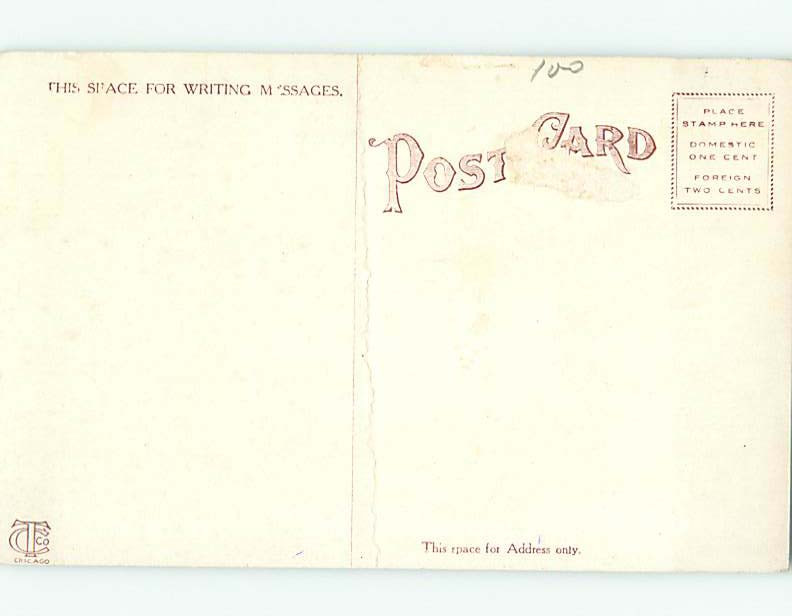 THIS SPACE FOR WRITING MESSAGES.
100
POST CARD
PLACE
STAMP HERE
DOMESTIC
ONE CENT
FOREIGN
TWO CENTS
This space for Address only.
CTCo
CHICAGO